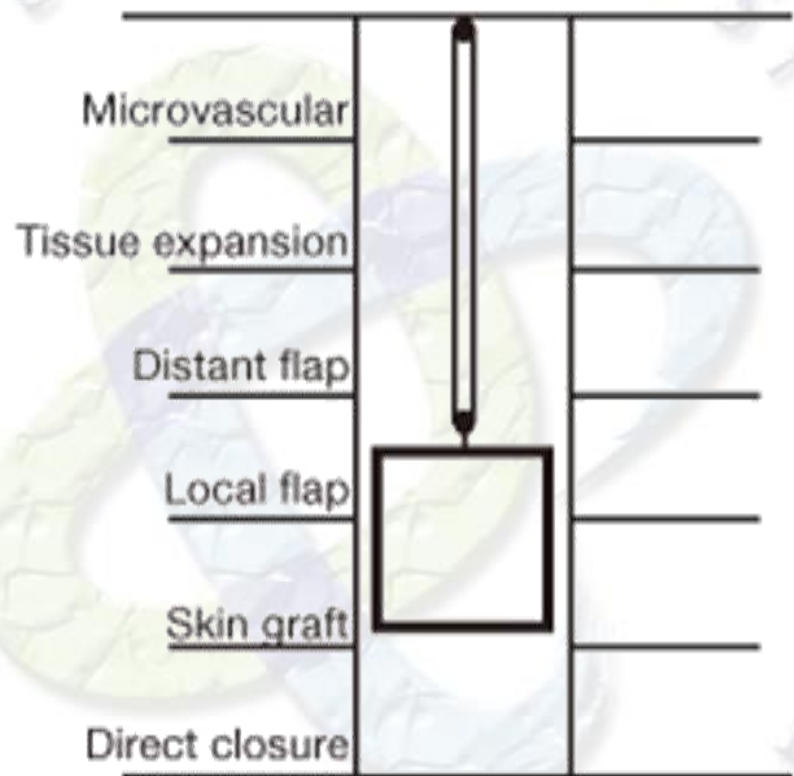 Microvascular
Tissue expansion
Distant flap
Local flap
Skin graft
Direct closure